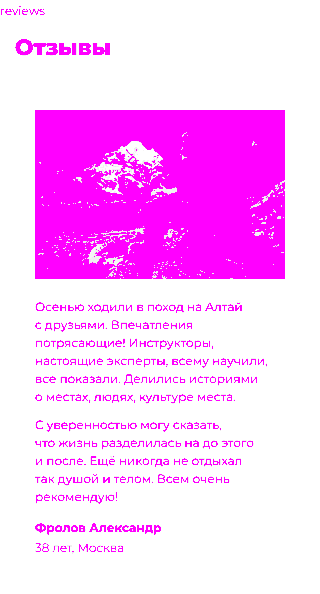 reviews
Отзывы
Осенью ходили в поход на Алтай
с друзьями. Впечатления
потрясающие! Инструкторы,
настоящие эксперты, всему научили,
все показали. Делились историями
о местах, людях, культуре места.
С уверенностью могу сказать,
что жизнь разделилась на до этого
и после. Ещё никогда не отдыхал
так душой и телом. Всем очень
рекомендую!
Фролов Александр
38 лет. Москва